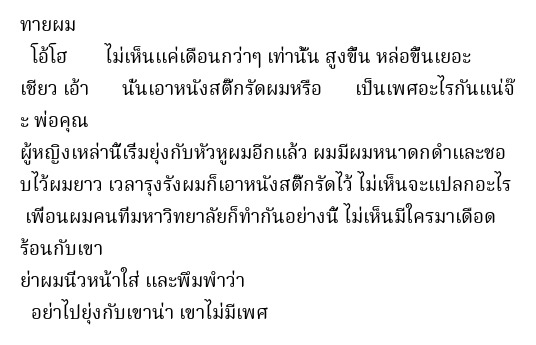 ทายผม
โอ้โฮ ไม่เห็นแค่เดือนกว่าๆ เท่านั้น สูงขึ้น หล่อขึ้นเยอะ
เชียว เอ้า นั่นเอาหนังสติ๊กรัดผมหรือ เป็นเพศอะไรกันแน่จ๊
ะ พ่อคุณ
ผู้หญิงเหล่านี้เริ่มยุ่งกับหัวหูผมอีกแล้ว ผมมีผมหนาดกดำและชอ
บไว้ผมยาว เวลารุงรังผมก็เอาหนังสติ๊กรัดไว้ ไม่เห็นจะแปลกอะไร
เพื่อนผมคนที่มหาวิทยาลัยก็ทำกันอย่างนี้ ไม่เห็นมีใครมาเดือด
ร้อนกับเขา
ย่าผมนิ่วหน้าใส่ และพึมพำว่า
อย่าไปยุ่งกับเขาน่า เขาไม่มีเพศ